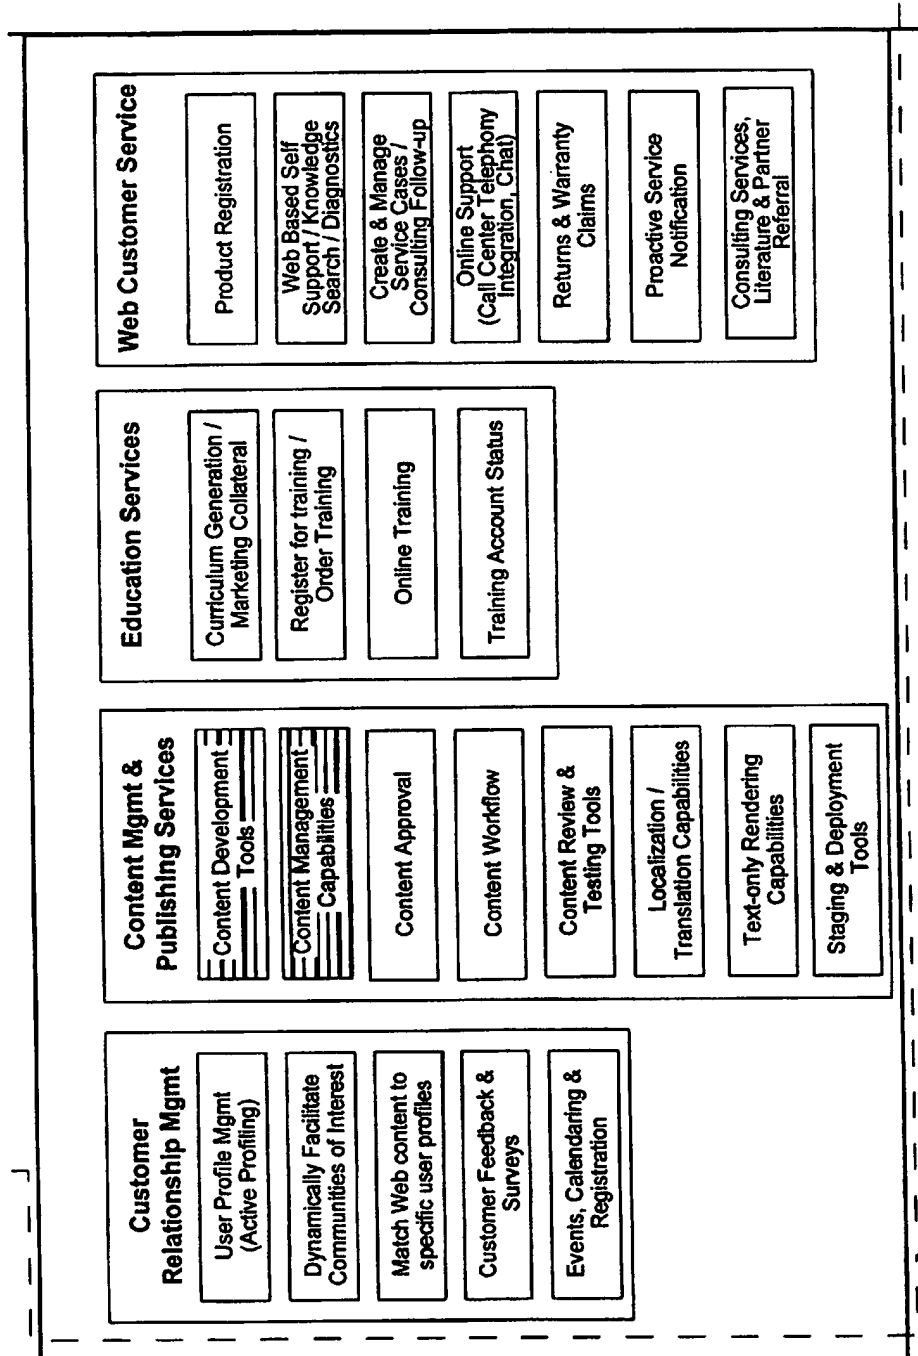 Customer
Relationship Mgmt
User Profile Mgmt
(Active Profiling)
Dynamically Facilitate
Communities of Interest
Match Web content to
specific user profiles
Customer Feedback &
Surveys
Events, Calendaring &
Registration
Content Mgmt &
Publishing Services
Content Development
Tools
Content Management
Capabilities
Content Approval
Content Workflow
Content Review &
Testing Tools
Localization /
Translation Capabilities
Text-only Rendering
Capabilities
Staging & Deployment
Tools
Education Services
Curriculum Generation /
Marketing Collateral
Register for training /
Order Training
Online Training
Training Account Status
Web Customer Service
Product Registration
Web Based Self
Support / Knowledge
Search / Diagnostics
Create & Manage
Service Cases /
Consulting Follow-up
Online Support
(Call Center Telephony
Integration, Chat)
Returns & Warranty
Claims
Proactive Service
Notification
Consulting Services,
Literature & Partner
Referral